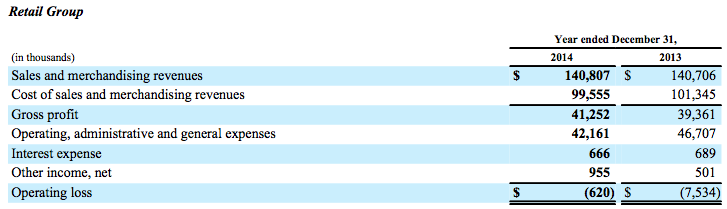 Retail Group
Year ended December 31,
(in thousands) 2014 2013
Sales and merchandising revenues $ 140,807 $ 140,706
Cost of sales and merchandising revenues 99,555 101,345
Gross profit 41,252 39,361
Operating, administrative and general expenses 42,161 46,707
Interest expense 666 689
Other income, net 955 501
Operating loss $ (620) $ (7,534)